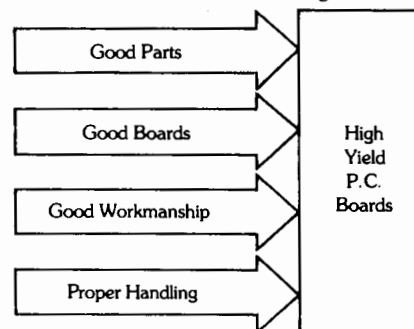 Good Parts
Good Boards
Good Workmanship
Proper Handling
High
Yield
P.C.
Boards